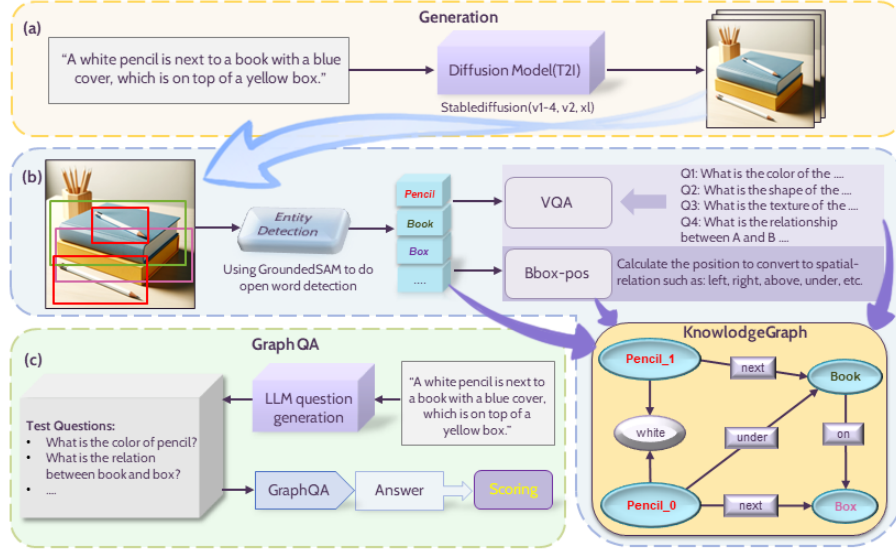 Generation
(a)
"A white pencil is next to a book with a blue
cover, which is on top of a yellow box."
Diffusion Model(T2I)
Stablediffusion(v1-4, v2, xl)
(b)
Entity
Detection
Using GroundedSAM to do
open word detection
Pencil
Book
Box
....
VQA
Q1: What is the color of the ....
Q2: What is the shape of the ....
Q3: What is the texture of the ....
Q4: What is the relationship
between A and B ....
Bbox-pos
Calculate the position to convert to spatial-
relation such as: left, right, above, under, etc.
(c)
GraphQA
Test Questions:
• What is the color of pencil?
• What is the relation
between book and box?
• ....
LLM question
generation
"A white pencil is next to
a book with a blue cover,
which is on top of a
yellow box."
GraphQA
Answer
Scoring
KnowlodgeGraph
Pencil_1
next
Book
white
under
on
Pencil_0
next
Box